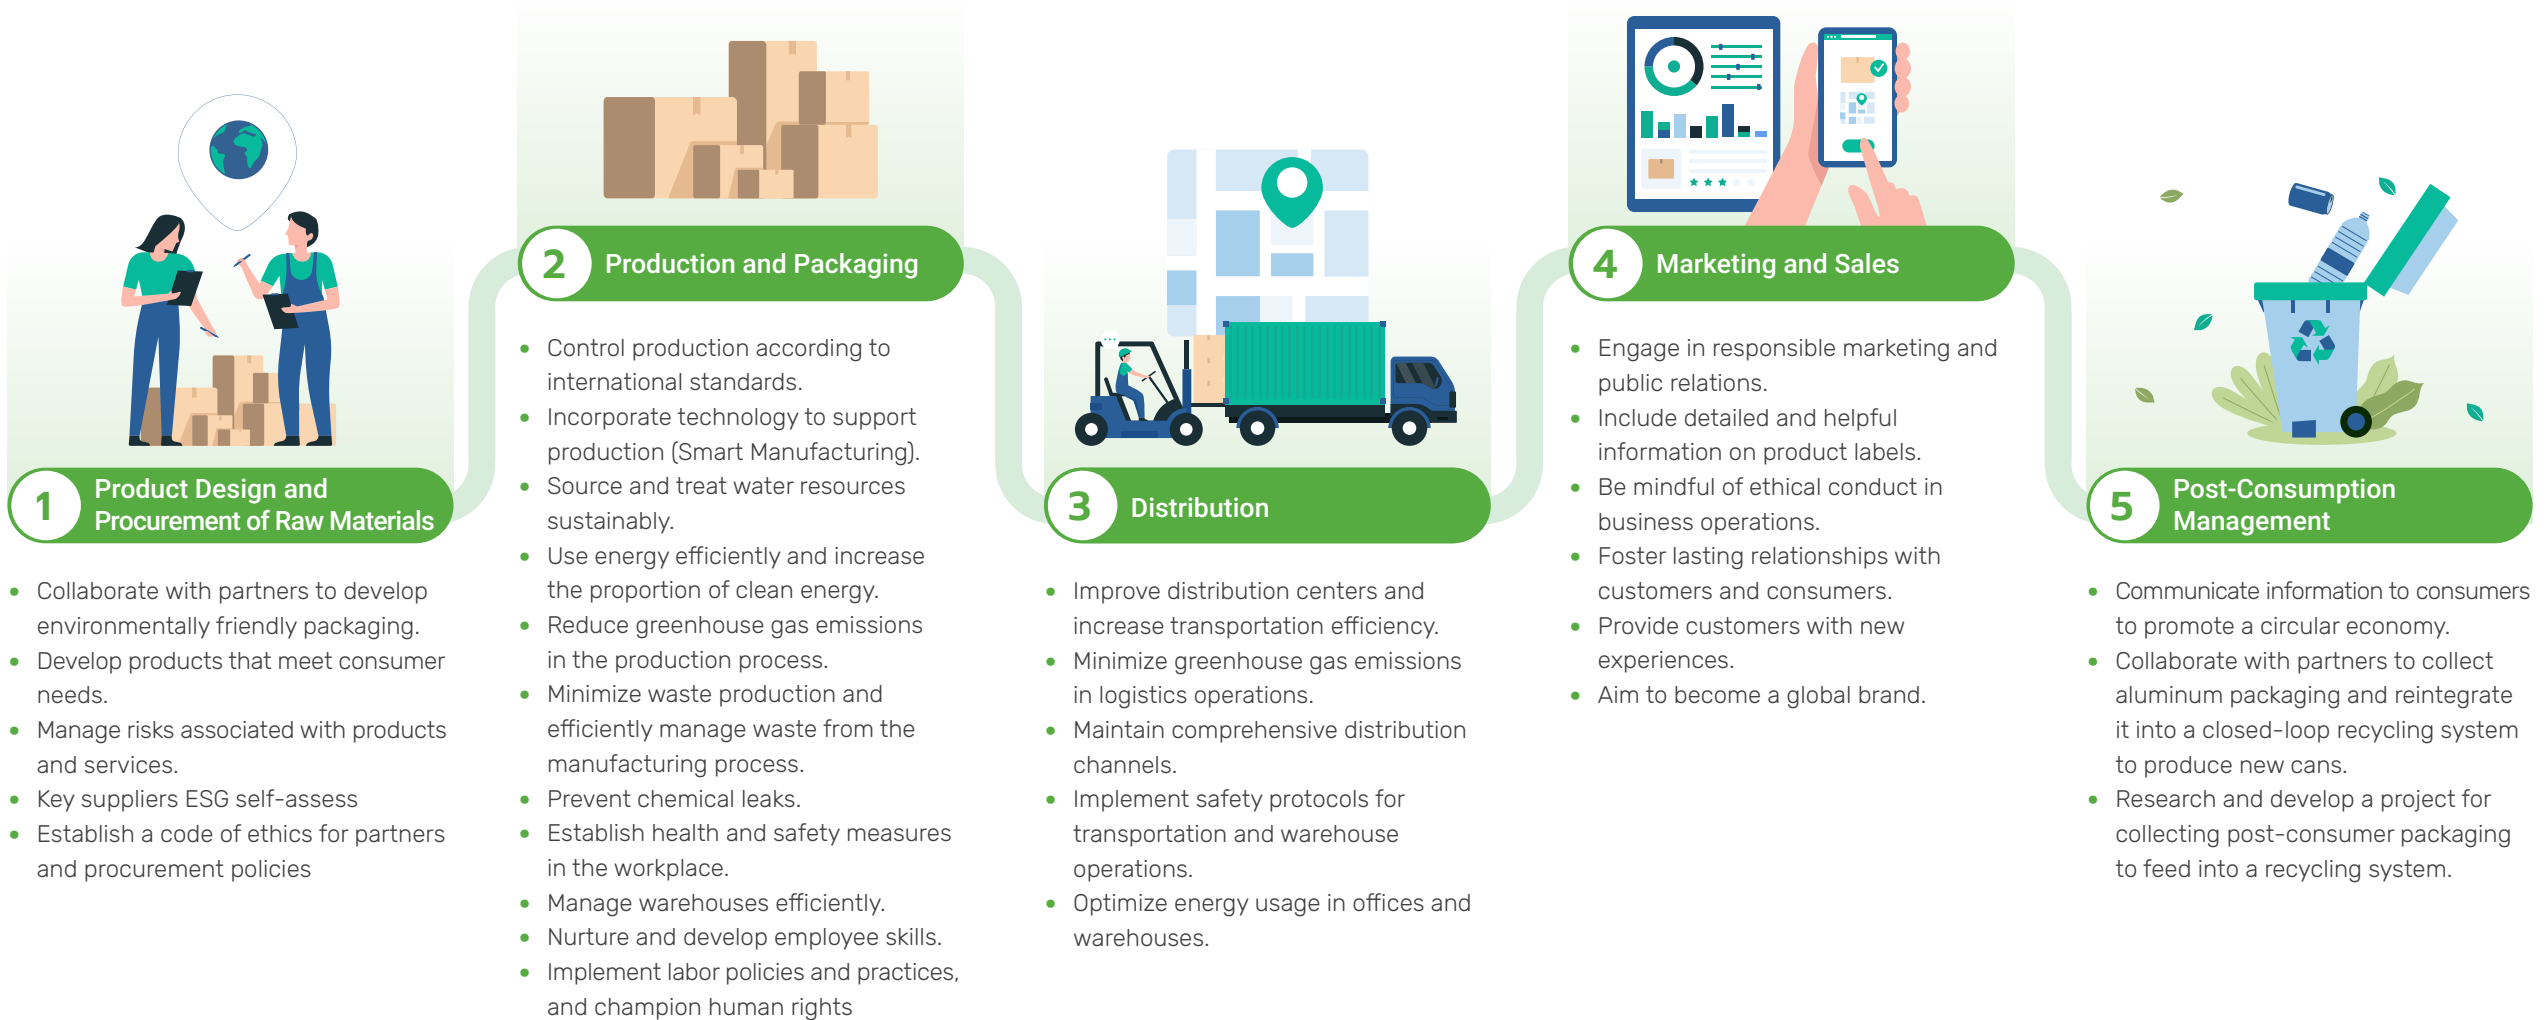 1
Product Design and
Procurement of Raw Materials
• Collaborate with partners to develop
environmentally friendly packaging.
• Develop products that meet consumer
needs.
• Manage risks associated with products
and services.
• Key suppliers ESG self-assess
• Establish a code of ethics for partners
and procurement policies
2
Production and Packaging
• Control production according to
international standards.
• Incorporate technology to support
production (Smart Manufacturing).
• Source and treat water resources
sustainably.
• Use energy efficiently and increase
the proportion of clean energy.
• Reduce greenhouse gas emissions
in the production process.
• Minimize waste production and
efficiently manage waste from the
manufacturing process.
• Prevent chemical leaks.
• Establish health and safety measures
in the workplace.
• Manage warehouses efficiently.
• Nurture and develop employee skills.
• Implement labor policies and practices,
and champion human rights
3
Distribution
• Improve distribution centers and
increase transportation efficiency.
• Minimize greenhouse gas emissions
in logistics operations.
• Maintain comprehensive distribution
channels.
• Implement safety protocols for
transportation and warehouse
operations.
• Optimize energy usage in offices and
warehouses.
4
Marketing and Sales
• Engage in responsible marketing and
public relations.
• Include detailed and helpful
information on product labels.
• Be mindful of ethical conduct in
business operations.
• Foster lasting relationships with
customers and consumers.
• Provide customers with new
experiences.
• Aim to become a global brand.
5
Post-Consumption
Management
• Communicate information to consumers
to promote a circular economy.
• Collaborate with partners to collect
aluminum packaging and reintegrate
it into a closed-loop recycling system
to produce new cans.
• Research and develop a project for
collecting post-consumer packaging
to feed into a recycling system.